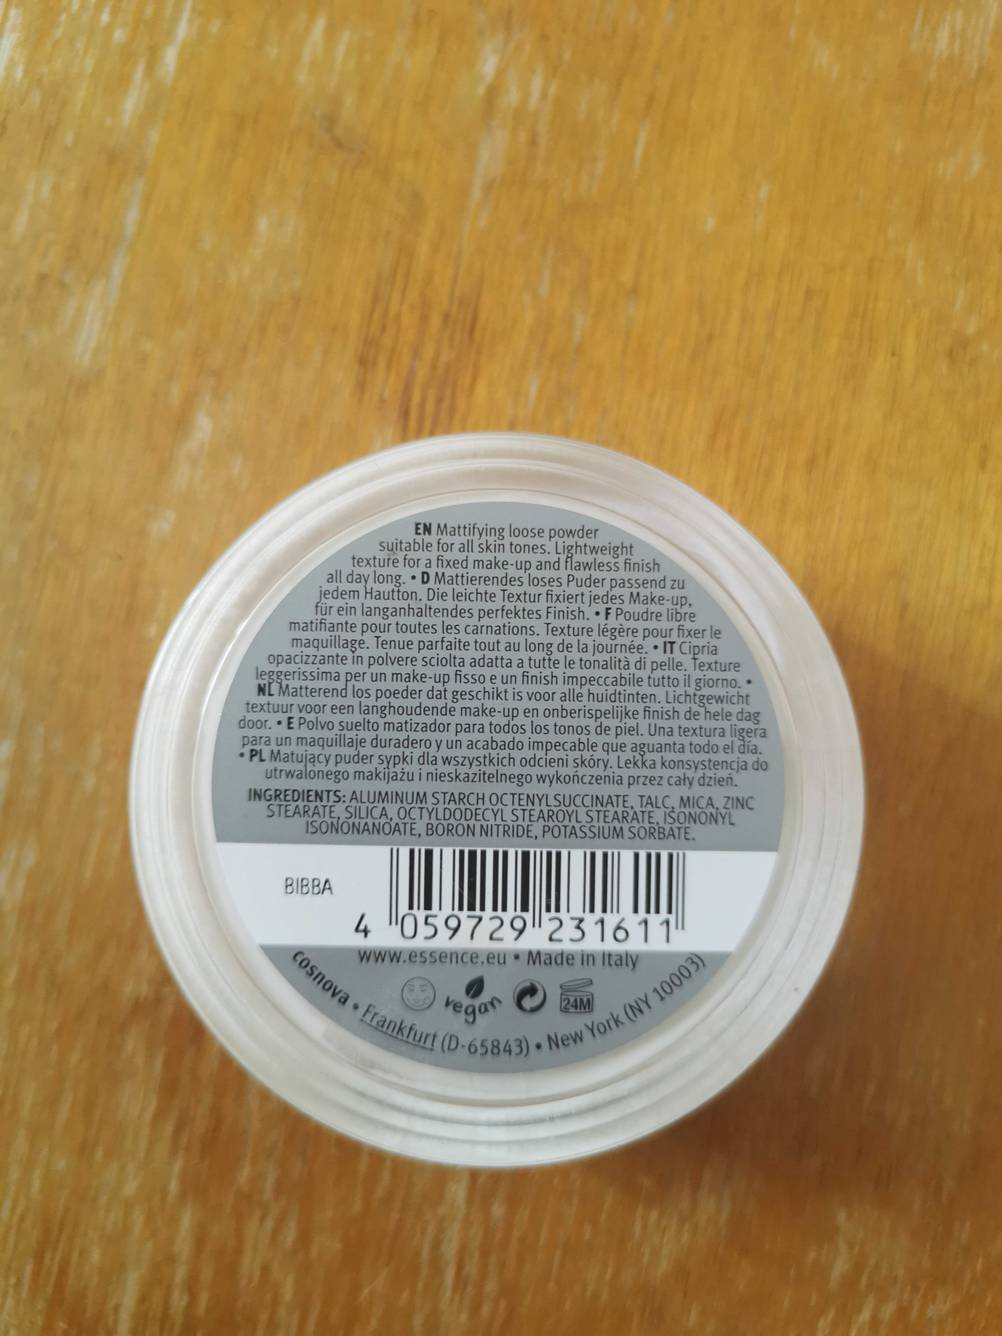 EN Mattifying loose powder
suitable for all skin tones. Lightweight
texture for a fixed make-up and flawless finish
all day long. • D Mattierendes loses Puder passend zu
jedem Hautton. Die leichte Textur fixiert jedes Make-up,
für ein langanhaltendes perfektes Finish. • F Poudre libre
matifiante pour toutes les carnations. Texture légère pour fixer le
maquillage. Tenue parfaite tout au long de la journée. • IT Cipria
opacizzante in polvere sciolta adatta a tutte le tonalità di pelle. Texture
leggerissima per un make-up fisso e un finish impeccabile tutto il giorno. •
NL Matterend los poeder dat geschikt is voor alle huidtinten. Lichtgewicht
textuur voor een langhoudende make-up en onberispelijke finish de hele dag
door. • E Polvo suelto matizador para todos los tonos de piel. Una textura ligera
para un maquillaje duradero y un acabado impecable que aguanta todo el día.
• PL Matujący puder sypki dla wszystkich odcieni skóry. Lekka konsystencja do
utrwalonego makijażu i nieskazitelnego wykończenia przez cały dzień.
INGREDIENTS: ALUMINUM STARCH OCTENYLSUCCINATE, TALC, MICA, ZINC
STEARATE, SILICA, OCTYLDODECYL STEAROYL STEARATE, ISONONYL
ISONONANOATE, BORON NITRIDE, POTASSIUM SORBATE.
BIBBA
4 059729 231611
www.essence.eu • Made in Italy
vegan
24M
cosnova • Frankfurt (D-65843) • New York (NY 10003)